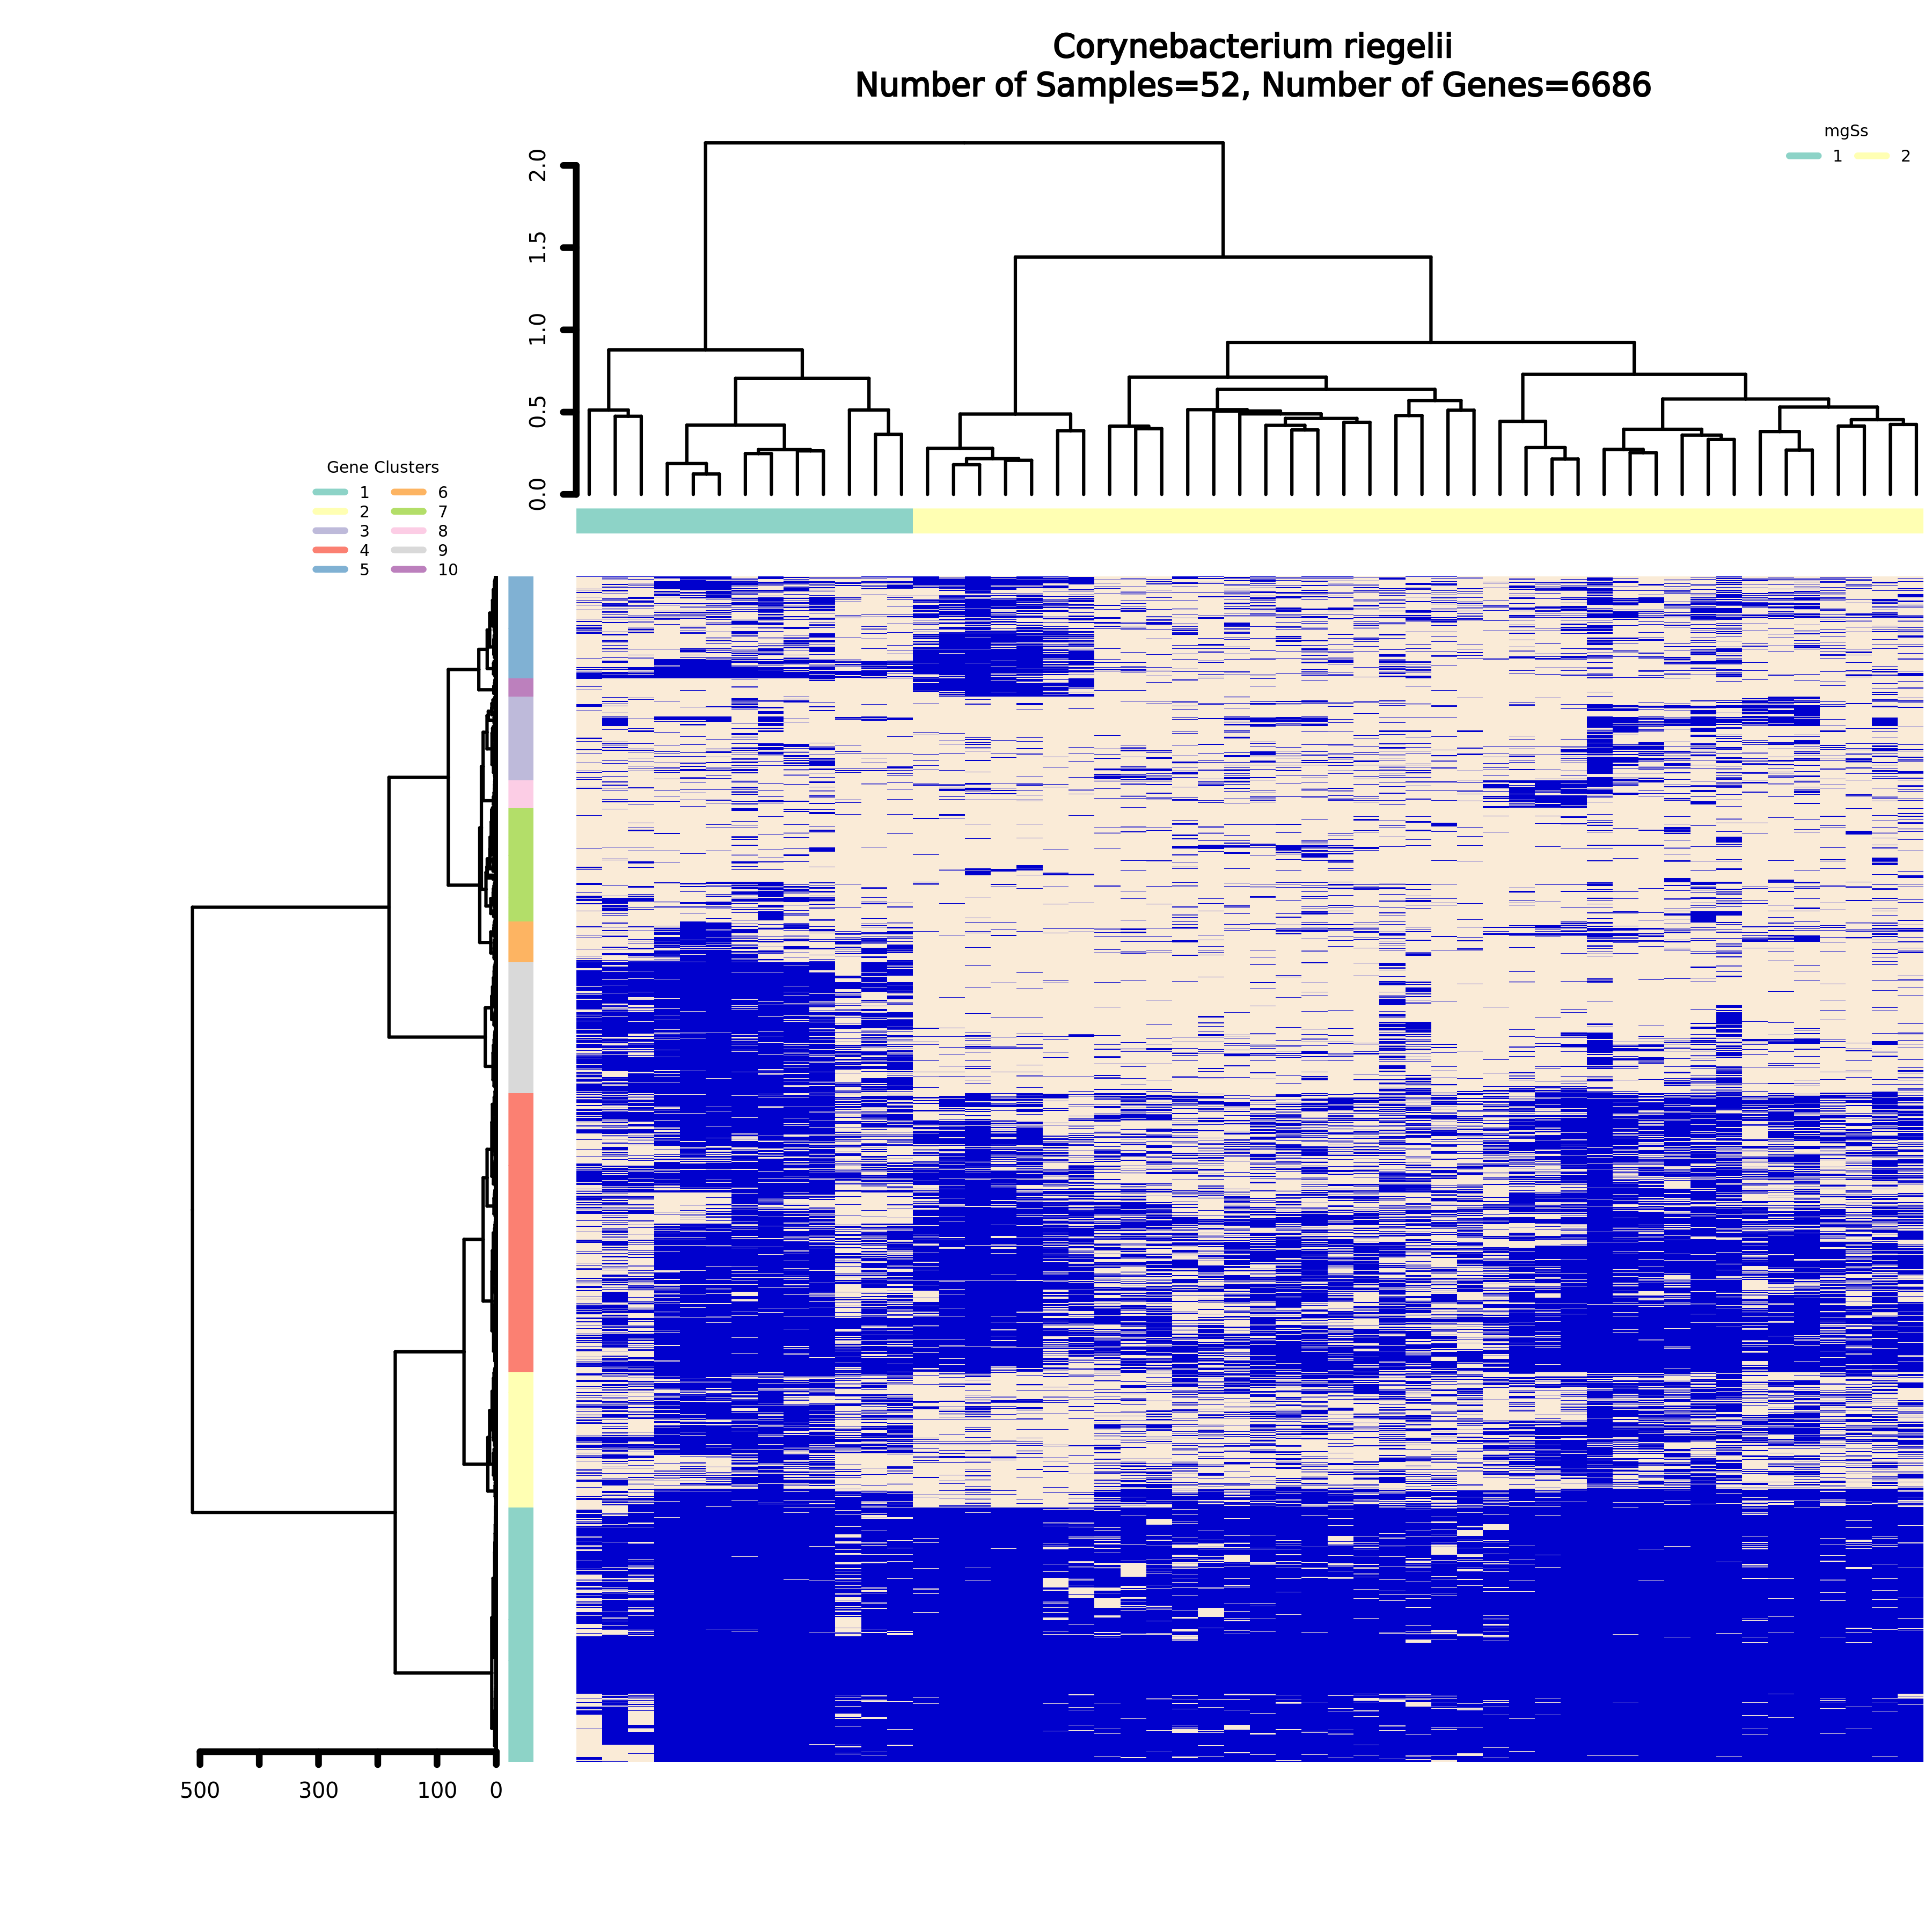 Corynebacterium riegelii
Number of Samples=52, Number of Genes=6686
mgSs
1 2
2.0
1.5
1.0
0.5
0.0
Gene Clusters
1 6
2 7
3 8
4 9
5 10
500 300 100 0